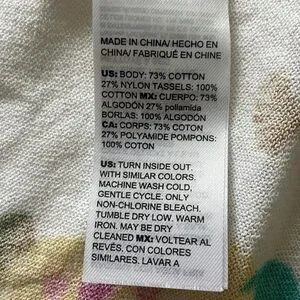 MADE IN CHINA/ HECHO EN
CHINA/ FABRIQUÉ EN CHINE
US: BODY: 73% COTTON
27% NYLON TASSELS: 100%
COTTON MX: CUERPO: 73%
ALGODÓN 27% poliamida
BORLAS: 100% ALGODÓN
CA: CORPS: 73% COTON
27% POLYAMIDE POMPONS:
100% COTON
US: TURN INSIDE OUT.
WITH SIMILAR COLORS.
MACHINE WASH COLD,
GENTLE CYCLE. ONLY
NON-CHLORINE BLEACH.
TUMBLE DRY LOW. WARM
IRON. MAY BE DRY
CLEANED MX: VOLTEAR AL
REVÉS. CON COLORES
SIMILARES. LAVAR A